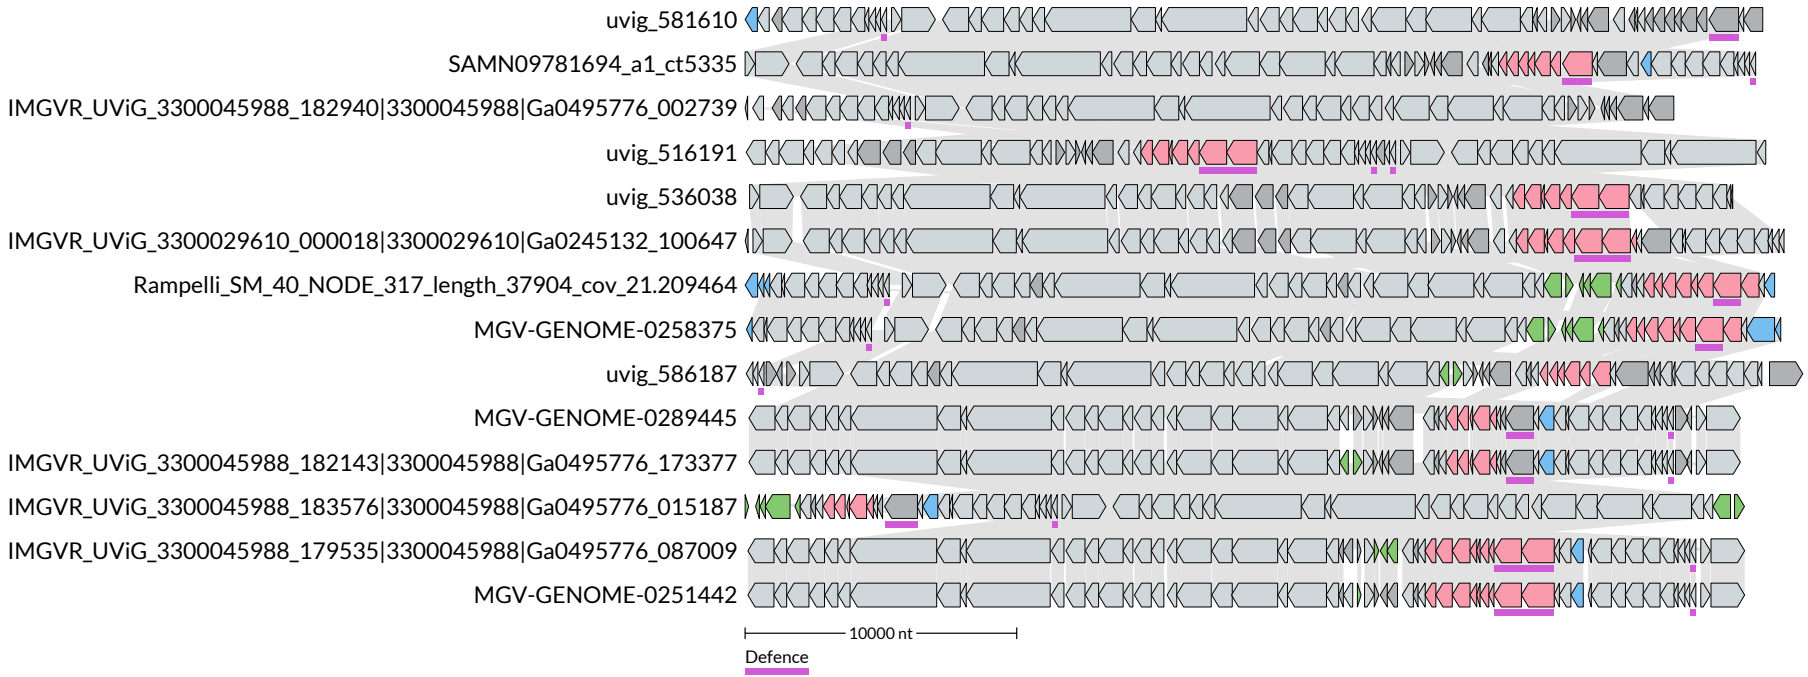 uvig_581610
SAMN09781694_a1_ct5335
IMGVR_UViG_3300045988_182940|3300045988|Ga0495776_002739
uvig_516191
uvig_536038
IMGVR_UViG_3300029610_000018|3300029610|Ga0245132_100647
Rampelli_SM_40_NODE_317_length_37904_cov_21.209464
MGV-GENOME-0258375
uvig_586187
MGV-GENOME-0289445
IMGVR_UViG_3300045988_182143|3300045988|Ga0495776_173377
IMGVR_UViG_3300045988_183576|3300045988|Ga0495776_015187
IMGVR_UViG_3300045988_179535|3300045988|Ga0495776_087009
MGV-GENOME-0251442
10000 nt
Defence